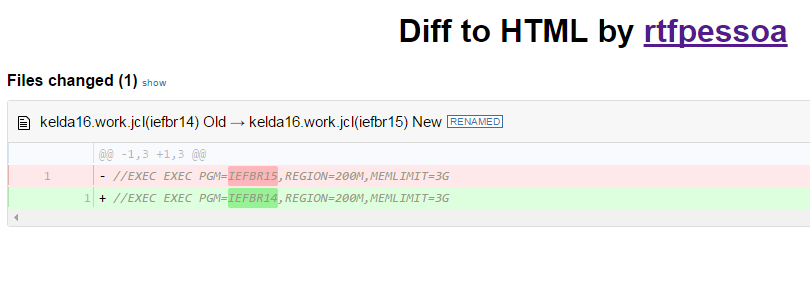 Diff to HTML by rtfpessoa
Files changed (1) show
kelda16.work.jcl(iefbr14) Old → kelda16.work.jcl(iefbr15) New RENAMED
@@ -1,3 +1,3 @@
1 - //EXEC EXEC PGM=IEFBR15,REGION=200M,MEMLIMIT=3G
1 + //EXEC EXEC PGM=IEFBR14,REGION=200M,MEMLIMIT=3G